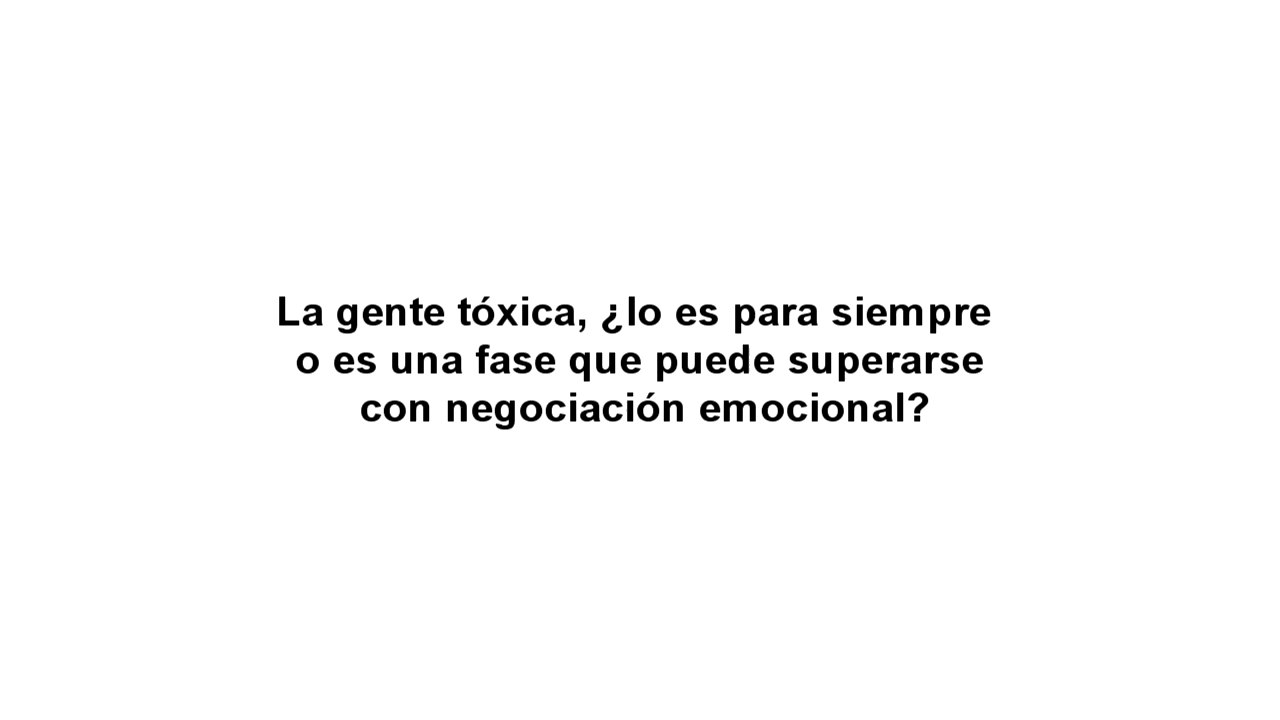 La gente tóxica, ¿lo es para siempre
o es una fase que puede superarse
con negociación emocional?